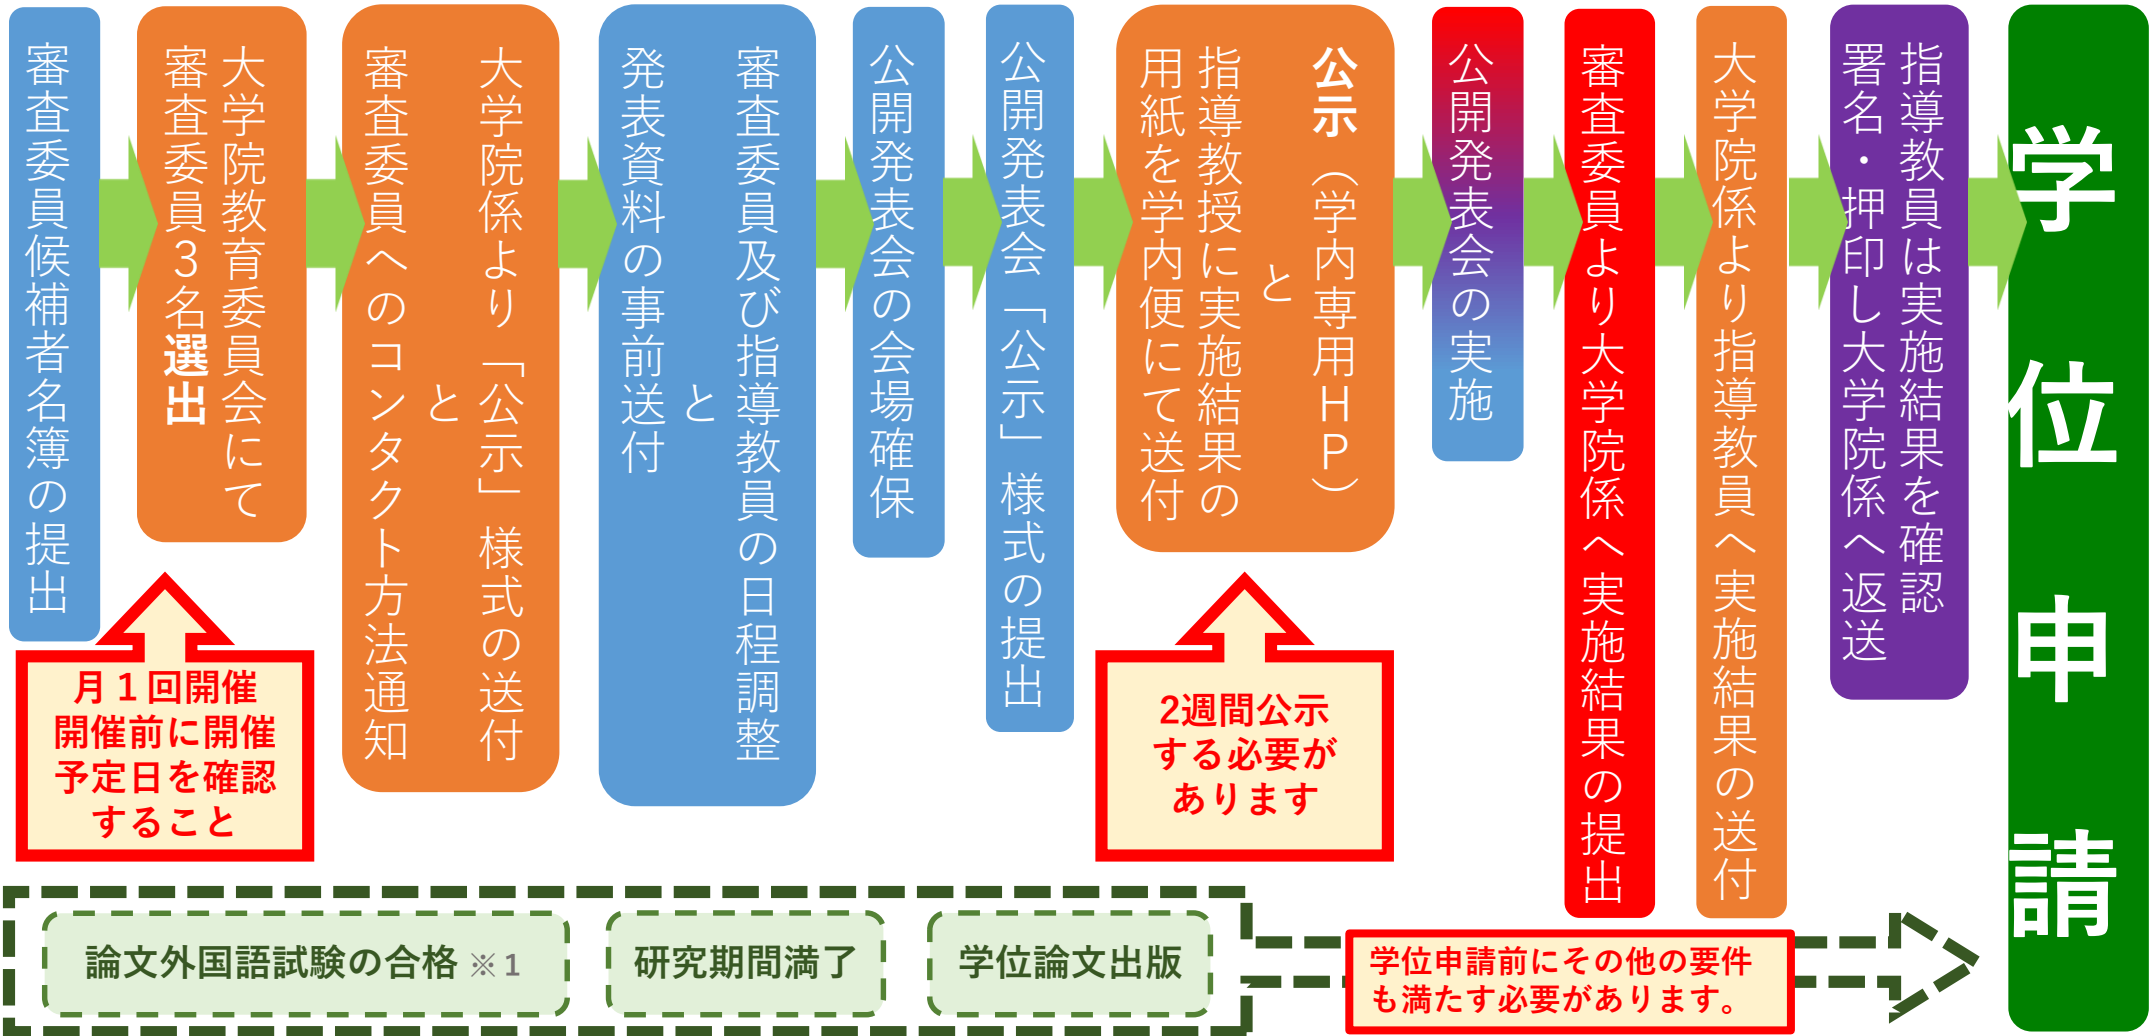 審査委員候補者名簿の提出
大学院教育委員会にて
審査委員３名選出
大学院係より「公示」様式の送付
と
審査委員へのコンタクト方法通知
審査委員及び指導教員の日程調整
と
発表資料の事前送付
公開発表会の会場確保
公開発表会「公示」様式の提出
公示（学内専用ＨＰ）
と
指導教授に実施結果の
用紙を学内便にて送付
公開発表会の実施
審査委員より大学院係へ実施結果の提出
大学院係より指導教員へ実施結果の送付
指導教員は実施結果を確認
署名・押印し大学院係へ返送
学位申請
月１回開催
開催前に開催
予定日を確認
すること
2週間公示
する必要が
あります
論文外国語試験の合格 ※１
研究期間満了
学位論文出版
学位申請前にその他の要件
も満たす必要があります。